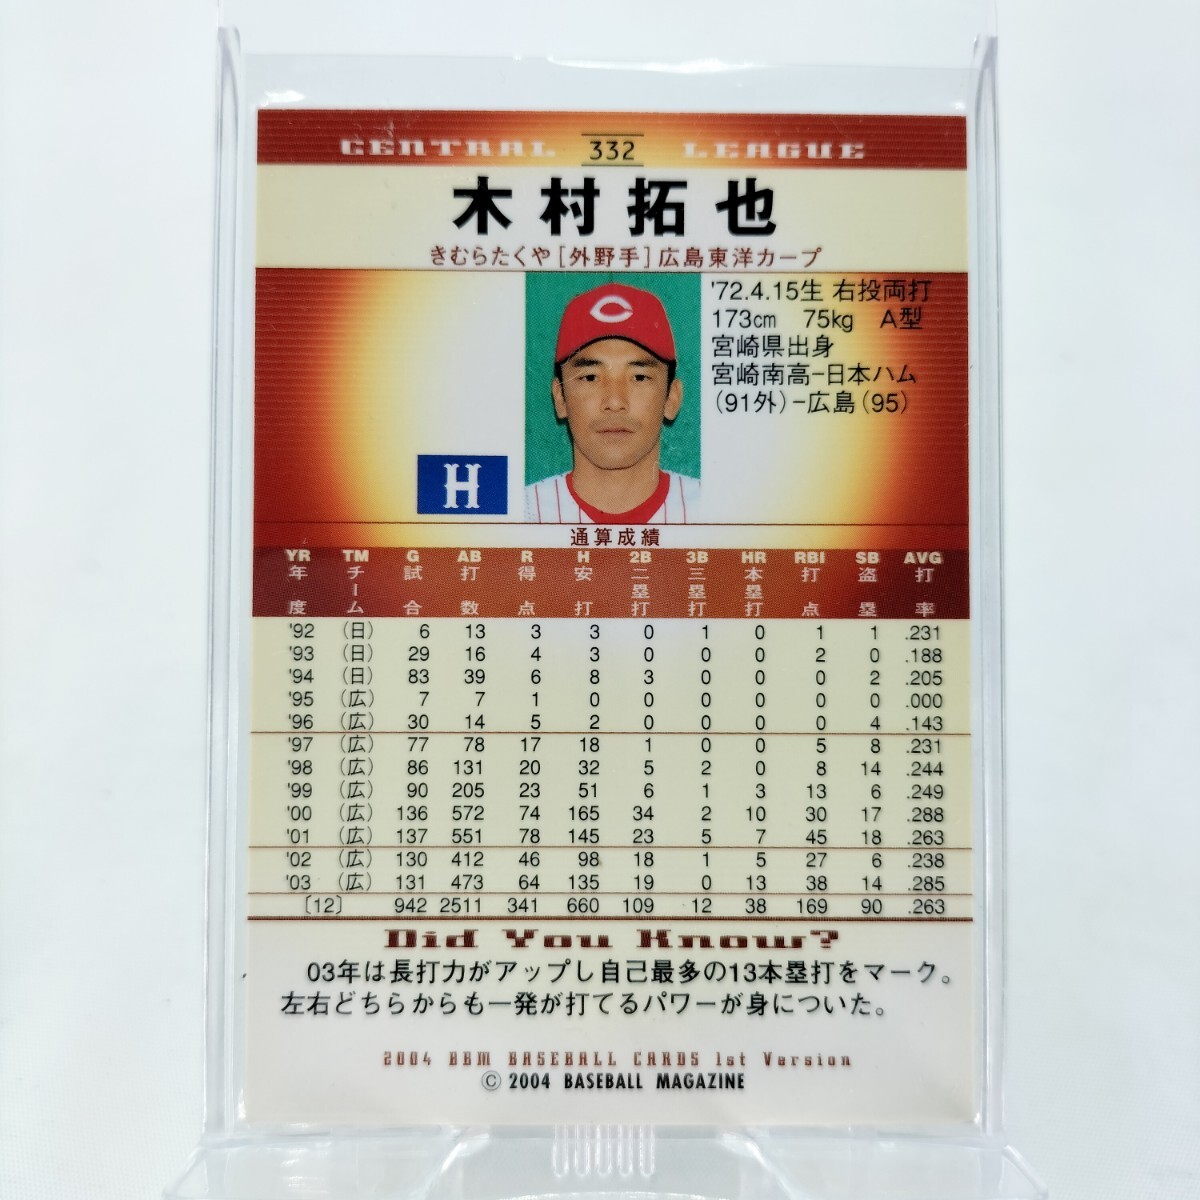 CENTRAL 332 LEAGUE
木村拓也
きむらたくや[外野手]広島東洋カープ
'72.4.15生 右投両打
173cm 75kg A型
宮崎県出身
宮崎南高−日本ハム
(91外)−広島(95)
C
H
通算成績
YR TM G AB R H 2B 3B HR RBI SB AVG
年度 チーム 試合 打数 得点 安打 二塁打 三塁打 本塁打 打点 盗塁 打率
'92 (日) 6 13 3 3 0 1 0 1 1 .231
'93 (日) 29 16 4 3 0 0 0 2 0 .188
'94 (日) 83 39 6 8 3 0 0 0 2 .205
'95 (広) 7 7 1 0 0 0 0 0 0 .000
'96 (広) 30 14 5 2 0 0 0 0 4 .143
'97 (広) 77 78 17 18 1 0 0 5 8 .231
'98 (広) 86 131 20 32 5 2 0 8 14 .244
'99 (広) 90 205 23 51 6 1 3 13 6 .249
'00 (広) 136 572 74 165 34 2 10 30 17 .288
'01 (広) 137 551 78 145 23 5 7 45 18 .263
'02 (広) 130 412 46 98 18 1 5 27 6 .238
'03 (広) 131 473 64 135 19 0 13 38 14 .285
〔12〕 942 2511 341 660 109 12 38 169 90 .263
Did You Know?
03年は長打力がアップし自己最多の13本塁打をマーク。
左右どちらからも一発が打てるパワーが身についた。
2004 BBM BASEBALL CARDS 1st Version
© 2004 BASEBALL MAGAZINE